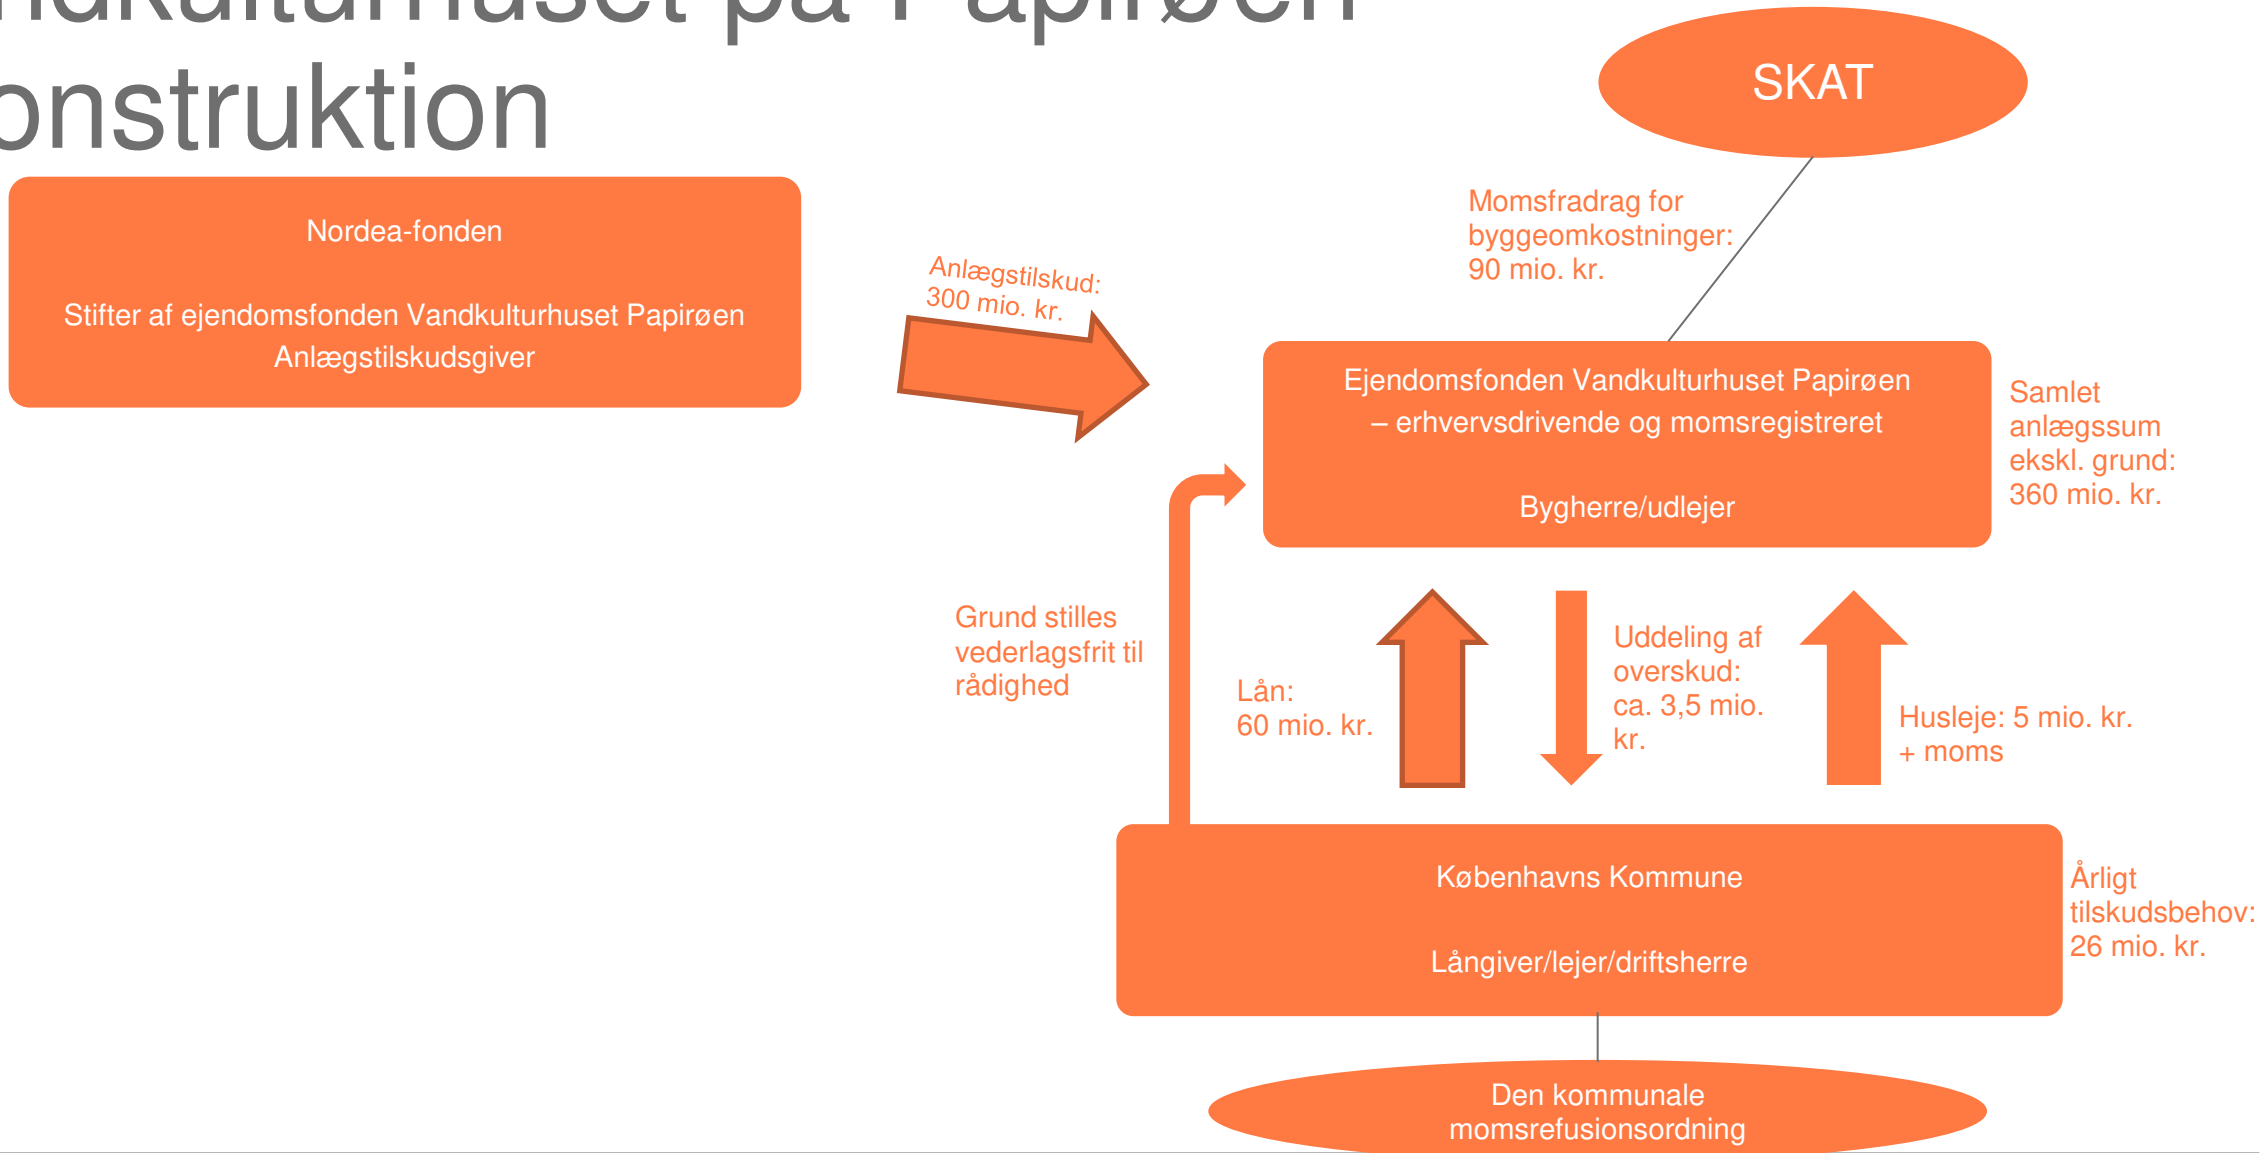 ndkulturhuset på Papirøen
onstruktion
SKAT
Nordea-fonden
Stifter af ejendomsfonden Vandkulturhuset Papirøen
Anlægstilskudsgiver
Anlægstilskud:
300 mio. kr.
Momsfradrag for
byggeomkostninger:
90 mio. kr.
Ejendomsfonden Vandkulturhuset Papirøen
– erhvervsdrivende og momsregistreret
Bygherre/udlejer
Samlet
anlægssum
ekskl. grund:
360 mio. kr.
Grund stilles
vederlagsfrit til
rådighed
Lån:
60 mio. kr.
Uddeling af
overskud:
ca. 3,5 mio.
kr.
Husleje: 5 mio. kr.
+ moms
Københavns Kommune
Långiver/lejer/driftsherre
Årligt
tilskudsbehov:
26 mio. kr.
Den kommunale
momsrefusionsordning